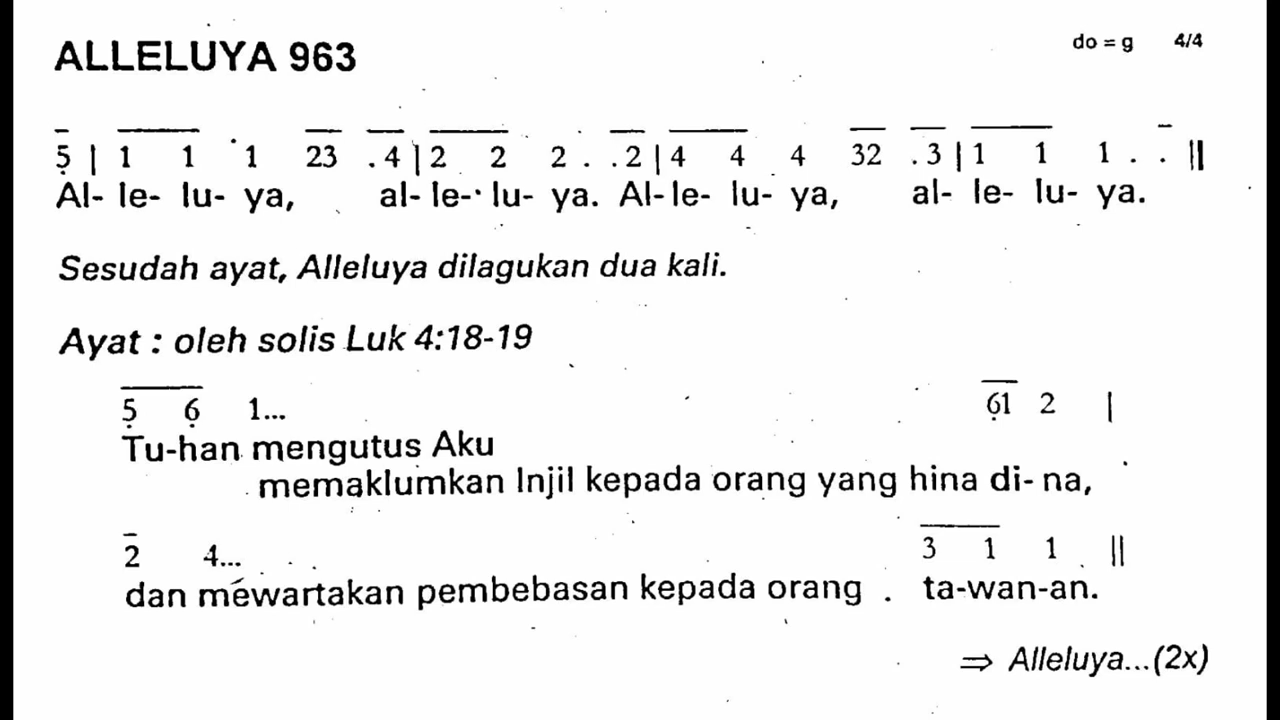 ALLELUYA 963 do = g 4/4
5̣ | 1 1 1 23 .4 | 2 2 2 . .2 | 4 4 4 32 .3 | 1 1 1 . . ||
Al- le- lu- ya, al- le- lu- ya. Al- le- lu- ya, al- le- lu- ya.
Sesudah ayat, Alleluya dilagukan dua kali.
Ayat : oleh solis Luk 4:18-19
5̣ 6̣ 1... 6̣1 2 |
Tu-han mengutus Aku
memaklumkan Injil kepada orang yang hina di- na,
2 4... 3 1 1 ||
dan mewartakan pembebasan kepada orang ta-wan-an.
⇒ Alleluya...(2x)